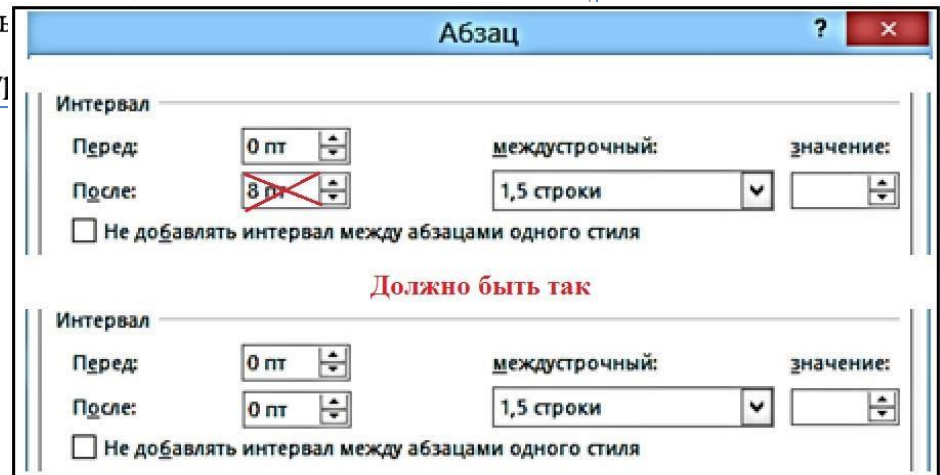 Абзац ?
Интервал
Перед: 0 пт междустрочный: значение:
После: 8 пт 1,5 строки
Не добавлять интервал между абзацами одного стиля
Должно быть так
Интервал
Перед: 0 пт междустрочный: значение:
После: 0 пт 1,5 строки
Не добавлять интервал между абзацами одного стиля